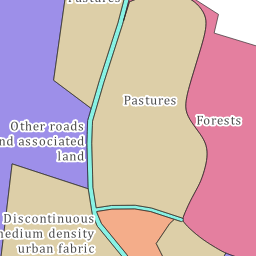 Pastures
Pastures
Forests
Other roads
and associated
land
Discontinuous
medium density
urban fabric